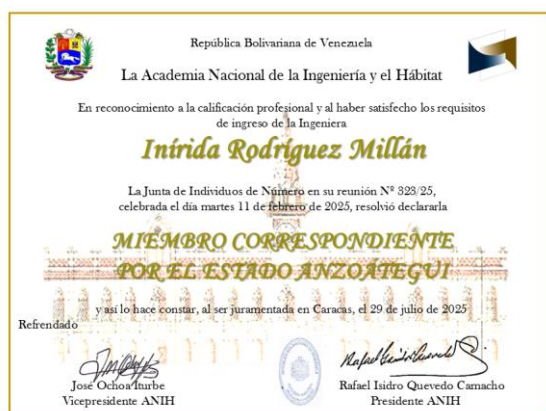 República Bolivariana de Venezuela
La Academia Nacional de la Ingeniería y el Hábitat
En reconocimiento a la calificación profesional y al haber satisfecho los requisitos
de ingreso de la Ingeniera
Inírida Rodríguez Millán
La Junta de Individuos de Número en su reunión Nº 323/25,
celebrada el día martes 11 de febrero de 2025, resolvió declararla
MIEMBRO CORRESPONDIENTE
POR EL ESTADO ANZOÁTEGUI
y así lo hace constar, al ser juramentada en Caracas, el 29 de julio de 2025
Refrendado
José Ochoa Iturbe
Vicepresidente ANIH
Rafael Isidro Quevedo Camacho
Presidente ANIH